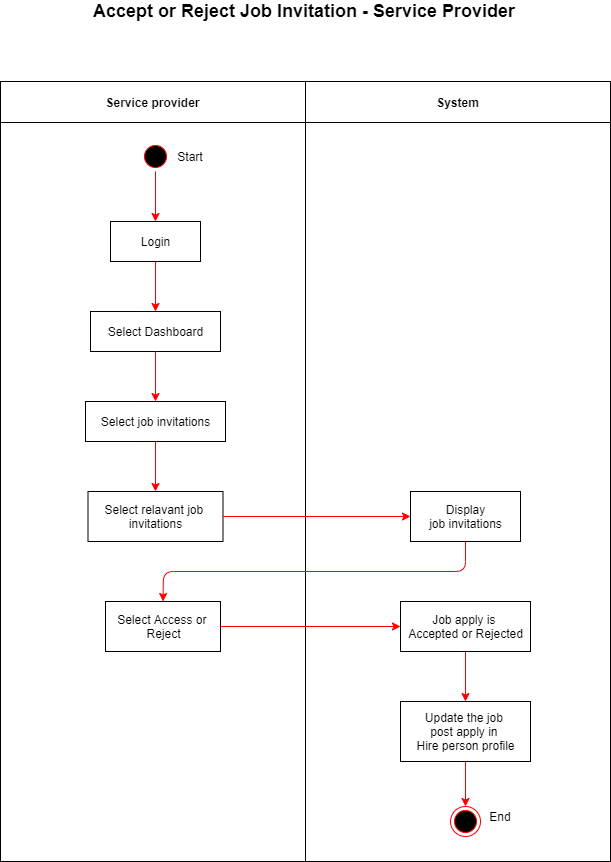 Accept or Reject Job Invitation - Service Provider
Service provider
System
Start
Login
Select Dashboard
Select job invitations
Select relavant job
invitations
Display
job invitations
Select Access or
Reject
Job apply is
Accepted or Rejected
Update the job
post apply in
Hire person profile
End